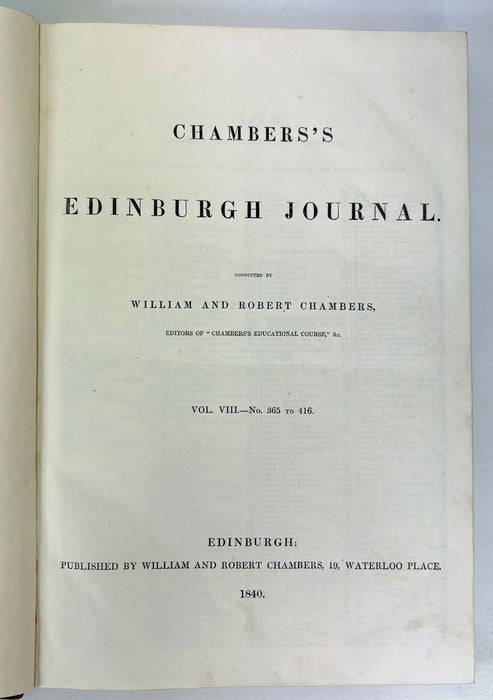 CHAMBERS'S
EDINBURGH JOURNAL.
CONDUCTED BY
WILLIAM AND ROBERT CHAMBERS,
EDITORS OF "CHAMBERS'S EDUCATIONAL COURSE," &c.
VOL. VIII.—No. 365 TO 416.
EDINBURGH:
PUBLISHED BY WILLIAM AND ROBERT CHAMBERS, 19, WATERLOO PLACE.
1840.